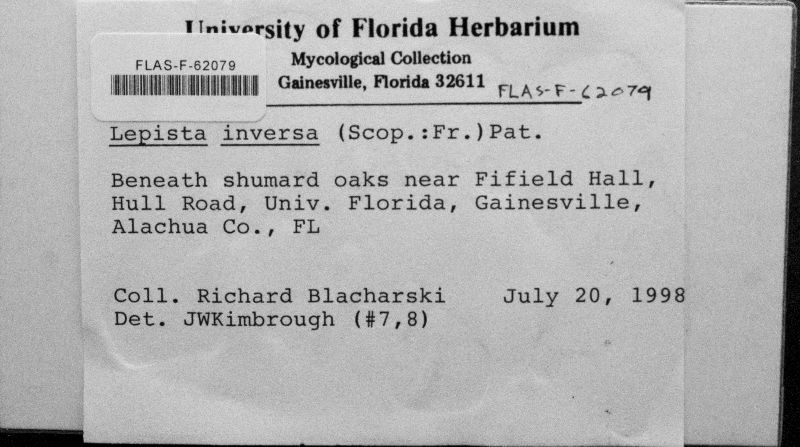 University of Florida Herbarium
Mycological Collection
Gainesville, Florida 32611
FLAS-F-62079
FLAS-F-62079
Lepista inversa (Scop.:Fr.)Pat.
Beneath shumard oaks near Fifield Hall,
Hull Road, Univ. Florida, Gainesville,
Alachua Co., FL
Coll. Richard Blacharski July 20, 1998
Det. JWKimbrough (#7,8)